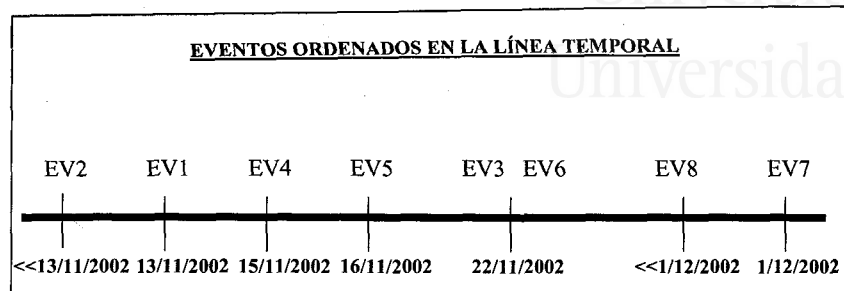 EVENTOS ORDENADOS EN LA LÍNEA TEMPORAL
Universida
EV2 EV1 EV4 EV5 EV3 EV6 EV8 EV7
<<13/11/2002 13/11/2002 15/11/2002 16/11/2002 22/11/2002 <<1/12/2002 1/12/2002